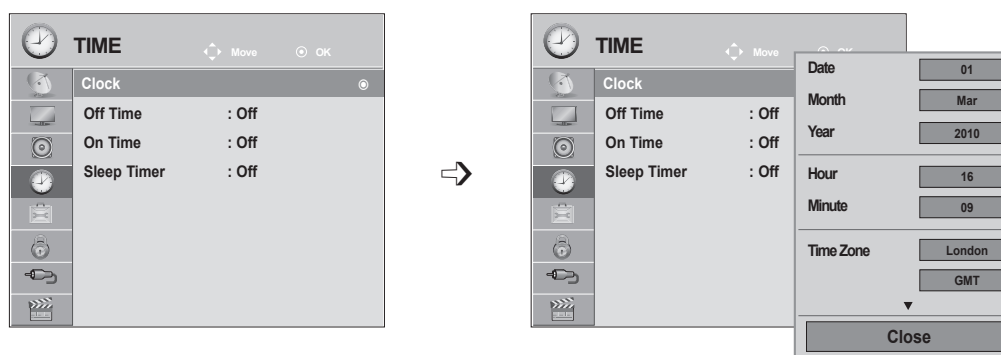 TIME
Move
OK
Clock
Off Time : Off
On Time : Off
Sleep Timer : Off
TIME
Move
Clock
Off Time : Off
On Time : Off
Sleep Timer : Off
Date 01
Month Mar
Year 2010
Hour 16
Minute 09
Time Zone London
GMT
Close